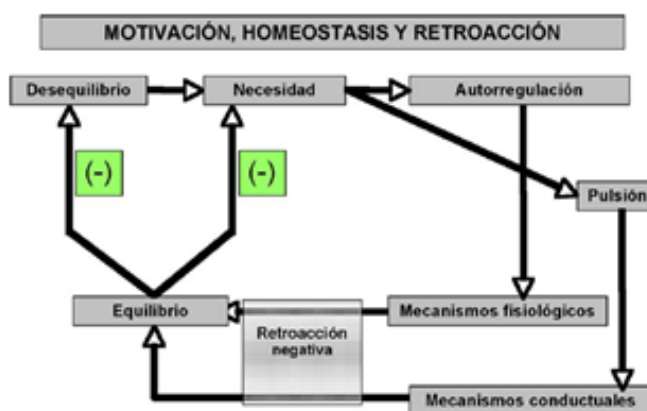 MOTIVACIÓN, HOMEOSTASIS Y RETROACCIÓN
Desequilibrio
Necesidad
Autorregulación
(-)
(-)
Pulsión
Equilibrio
Mecanismos fisiológicos
Retroacción
negativa
Mecanismos conductuales